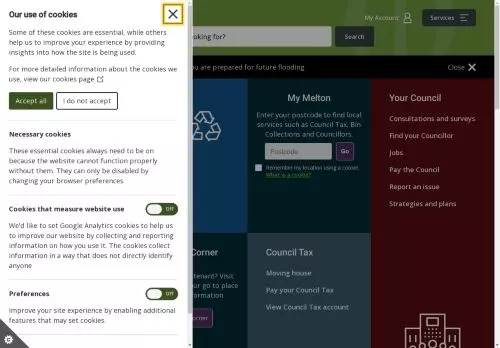 Our use of cookies
Some of these cookies are essential, while others
help us to improve your experience by providing
insights into how the site is being used.
For more detailed information about the cookies we
use, view our cookies page
Accept all
I do not accept
Necessary cookies
These essential cookies always need to be on
because the website cannot function properly
without them. They can only be disabled by
changing your browser preferences
Cookies that measure website use
Off
We'd like to set Google Analytics cookies to help us
to improve our website by collecting and reporting
information on how you use it. The cookies collect
information in a way that does not directly identify
anyone
Preferences
Off
Improve your site experience by enabling additional
features that may set cookies
My Account
Services
oking for?
Search
ou are prepared for future flooding
Close
My Melton
Enter your postcode to find local
services such as Council Tax, Bin
Collections and Councillors.
Postcode
Go
Remember my location using a cookie.
What is a cookie?
Your Council
Consultations and surveys
Find your Councillor
Jobs
Pay the Council
Report an issue
Strategies and plans
Corner
tenant? Visit
ur go to place
formation
orner
Council Tax
Moving house
Pay your Council Tax
View Council Tax account